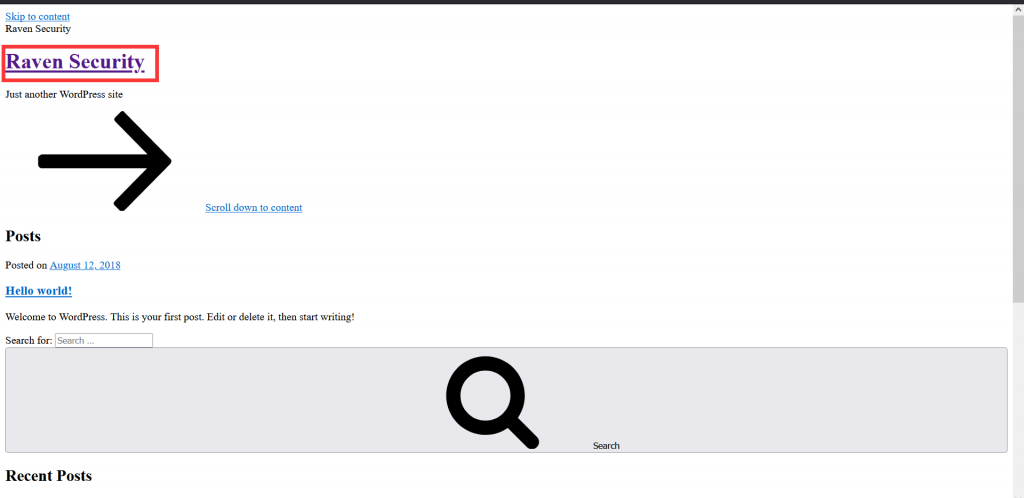 Skip to content
Raven Security
Raven Security
Just another WordPress site
Scroll down to content
Posts
Posted on August 12, 2018
Hello world!
Welcome to WordPress. This is your first post. Edit or delete it, then start writing!
Search for: Search ...
Search
Recent Posts